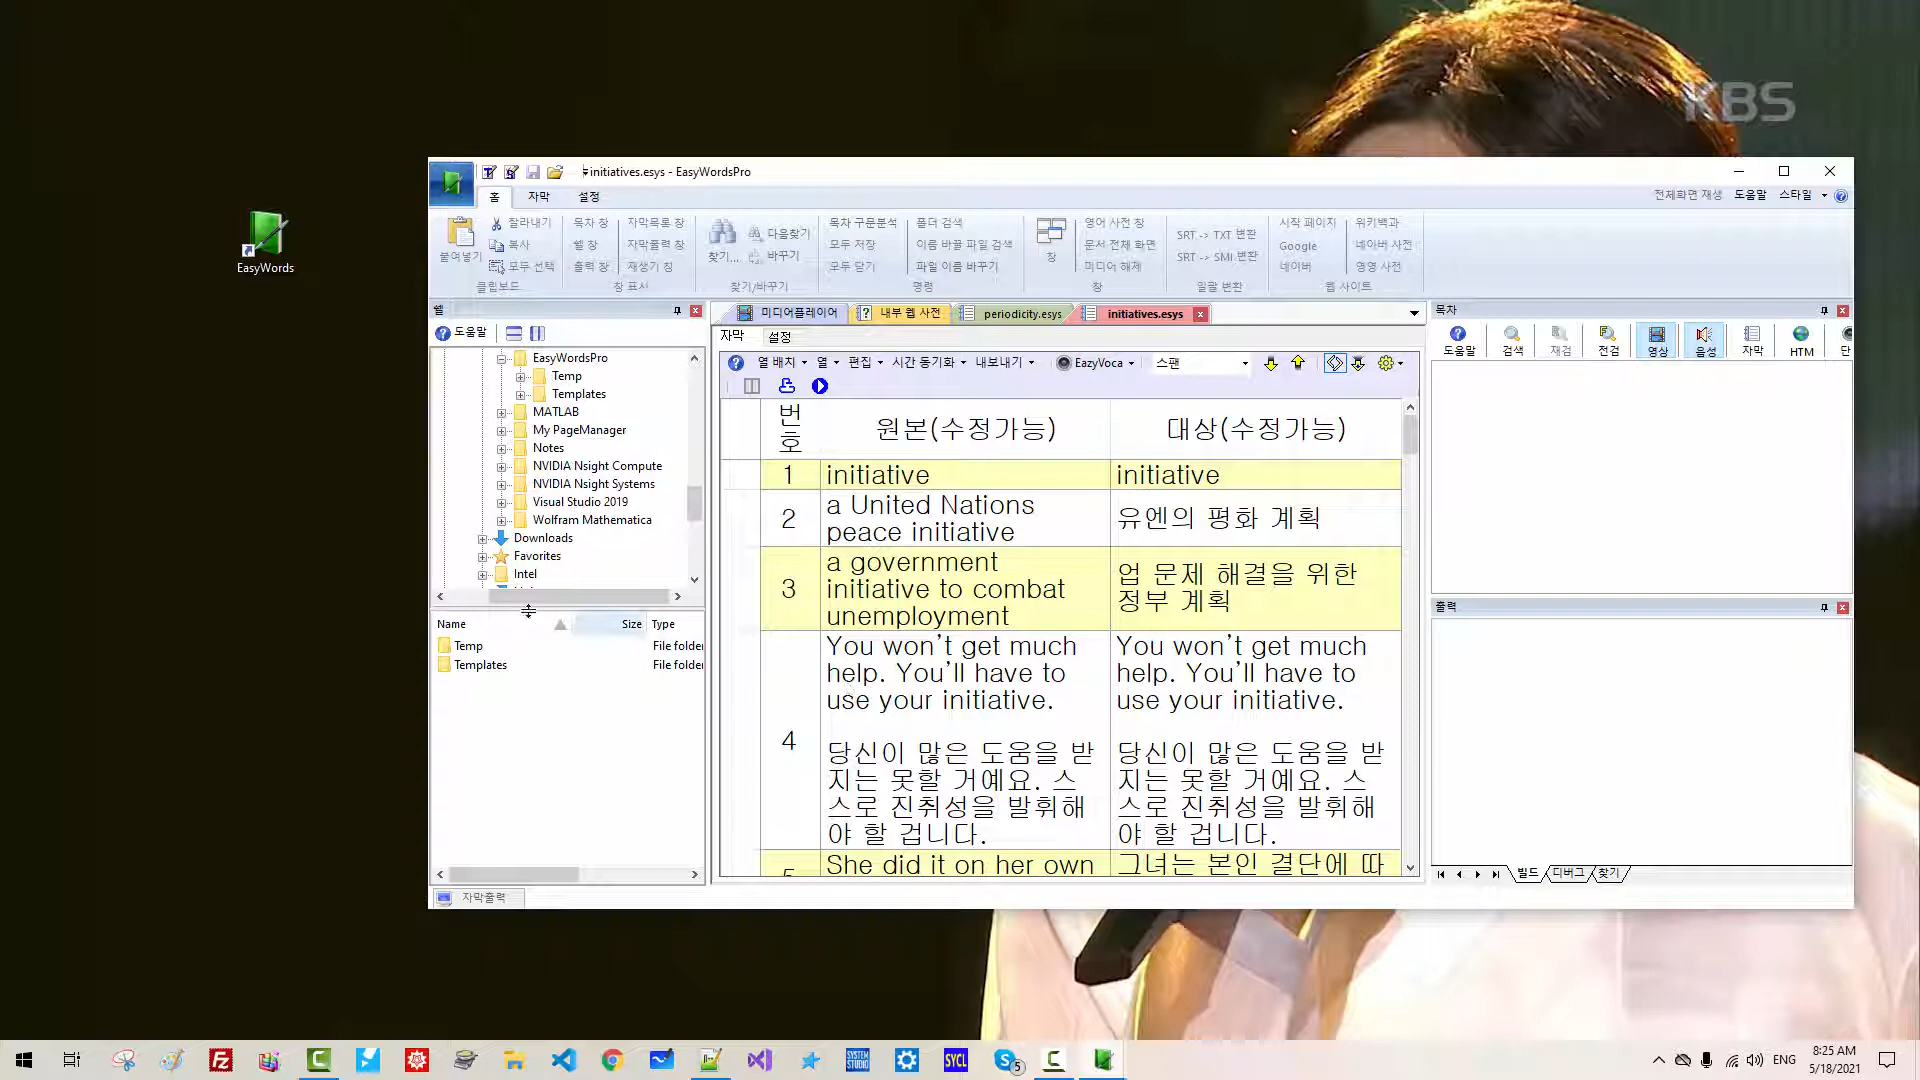 KBS
EasyWords
initiatives.esys - EasyWordsPro
홈 자막 설정
전체화면 재생 도움말 스타일
붙여넣기
잘라내기
복사
모두 선택
클립보드
목차 창 자막목록 창
쉘 창 자막출력 창
출력 창 재생기 창
창 표시
찾기...
다음찾기
바꾸기
찾기/바꾸기
목차 구문분석 폴더 검색
모두 저장 이름 바꿀 파일 검색
모두 닫기 파일 이름 바꾸기
명령
창
영어 사전 창
문서 전체 화면
미디어 해제
창
SRT -> TXT 변환
SRT -> SMI 변환
일괄 변환
시작 페이지 위키백과
Google 네이버 사전
네이버 영영 사전
웹 사이트
쉘
도움말
EasyWordsPro
Temp
Templates
MATLAB
My PageManager
Notes
NVIDIA Nsight Compute
NVIDIA Nsight Systems
Visual Studio 2019
Wolfram Mathematica
Downloads
Favorites
Intel
Name Size Type
Temp File folde
Templates File folde
자막출력
미디어플레이어 내부 웹 사전 periodicity.esys initiatives.esys
자막 설정
열 배치 열 편집 시간 동기화 내보내기 EazyVoca 스팬
번호 원본(수정가능) 대상(수정가능)
1 initiative initiative
2 a United Nations peace initiative 유엔의 평화 계획
3 a government initiative to combat unemployment 업 문제 해결을 위한 정부 계획
4
You won't get much help. You'll have to use your initiative.
당신이 많은 도움을 받지는 못할 거예요. 스스로 진취성을 발휘해야 할 겁니다.
You won't get much help. You'll have to use your initiative.
당신이 많은 도움을 받지는 못할 거예요. 스스로 진취성을 발휘해야 할 겁니다.
5 She did it on her own 그녀는 본인 결단에 따
목차
도움말 검색 재검 전검 영상 음성 자막 HTM 단
출력
빌드 디버그 찾기
SYSTEM STUDIO
SYCL
5
ENG
8:25 AM
5/18/2021